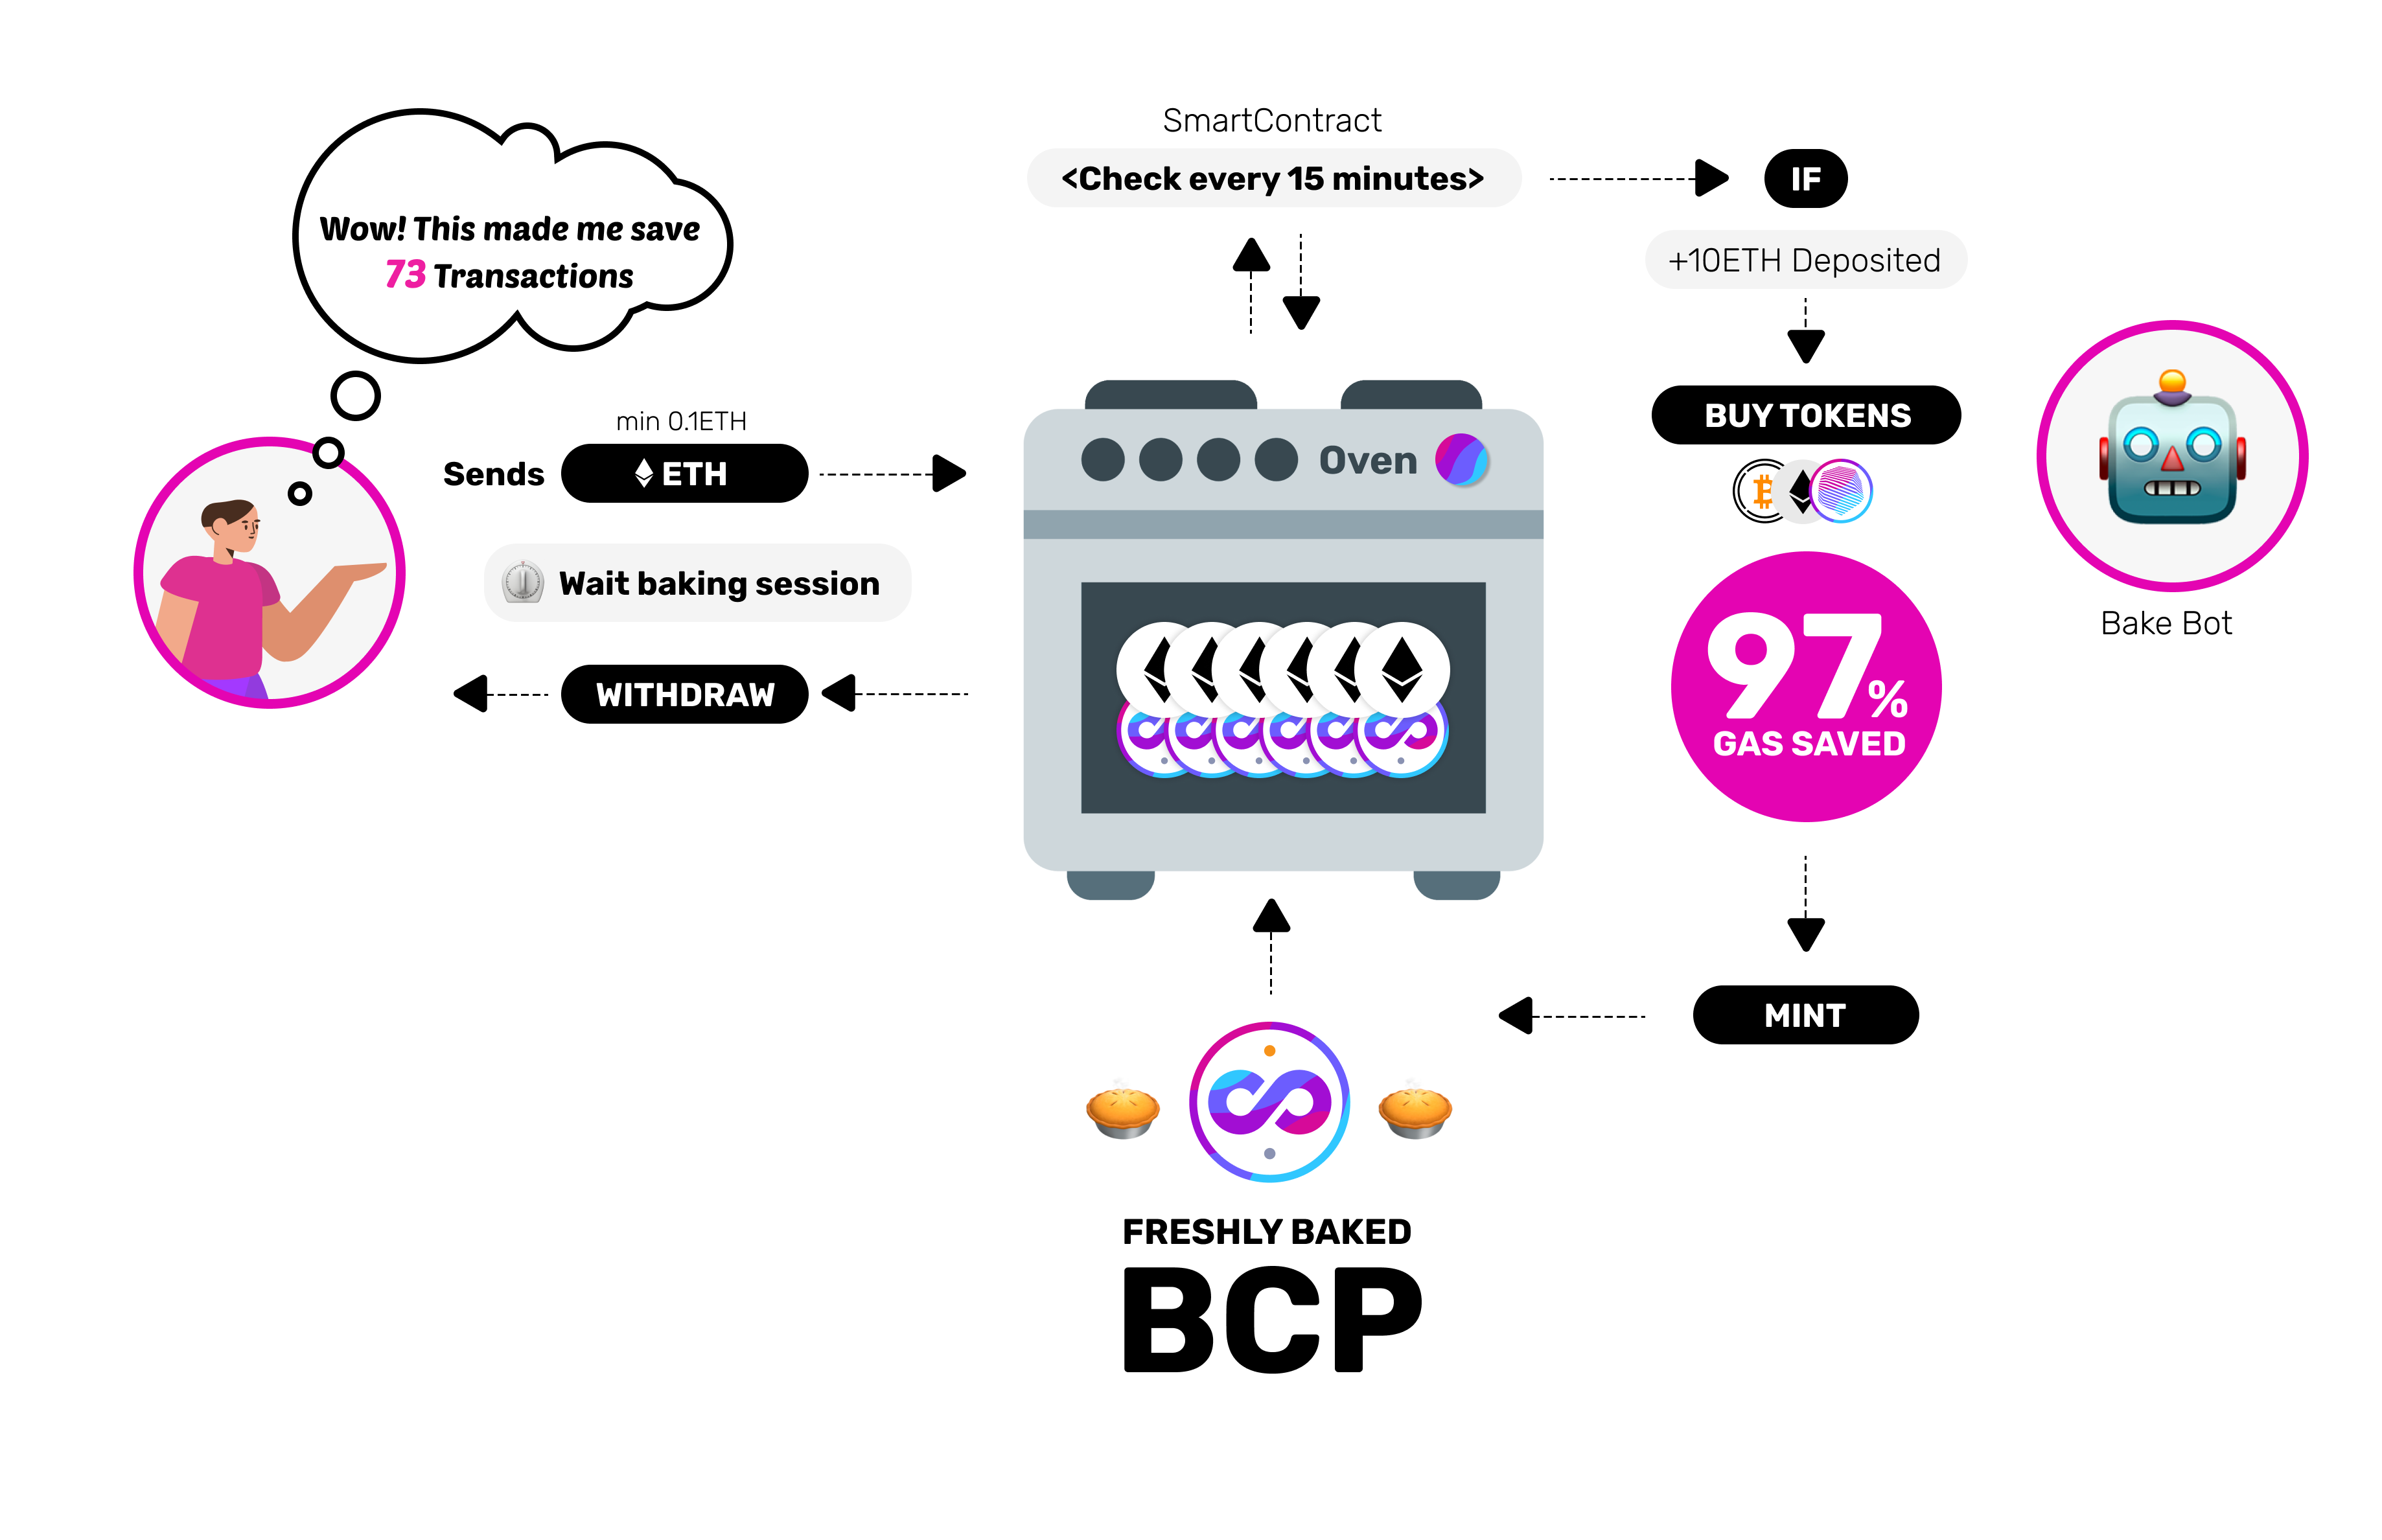 Wow! This made me save
73 Transactions
min 0.1ETH
Sends
ETH
Wait baking session
WITHDRAW
SmartContract
<Check every 15 minutes>
Oven
IF
+10ETH Deposited
BUY TOKENS
97%
GAS SAVED
Bake Bot
MINT
FRESHLY BAKED
BCP